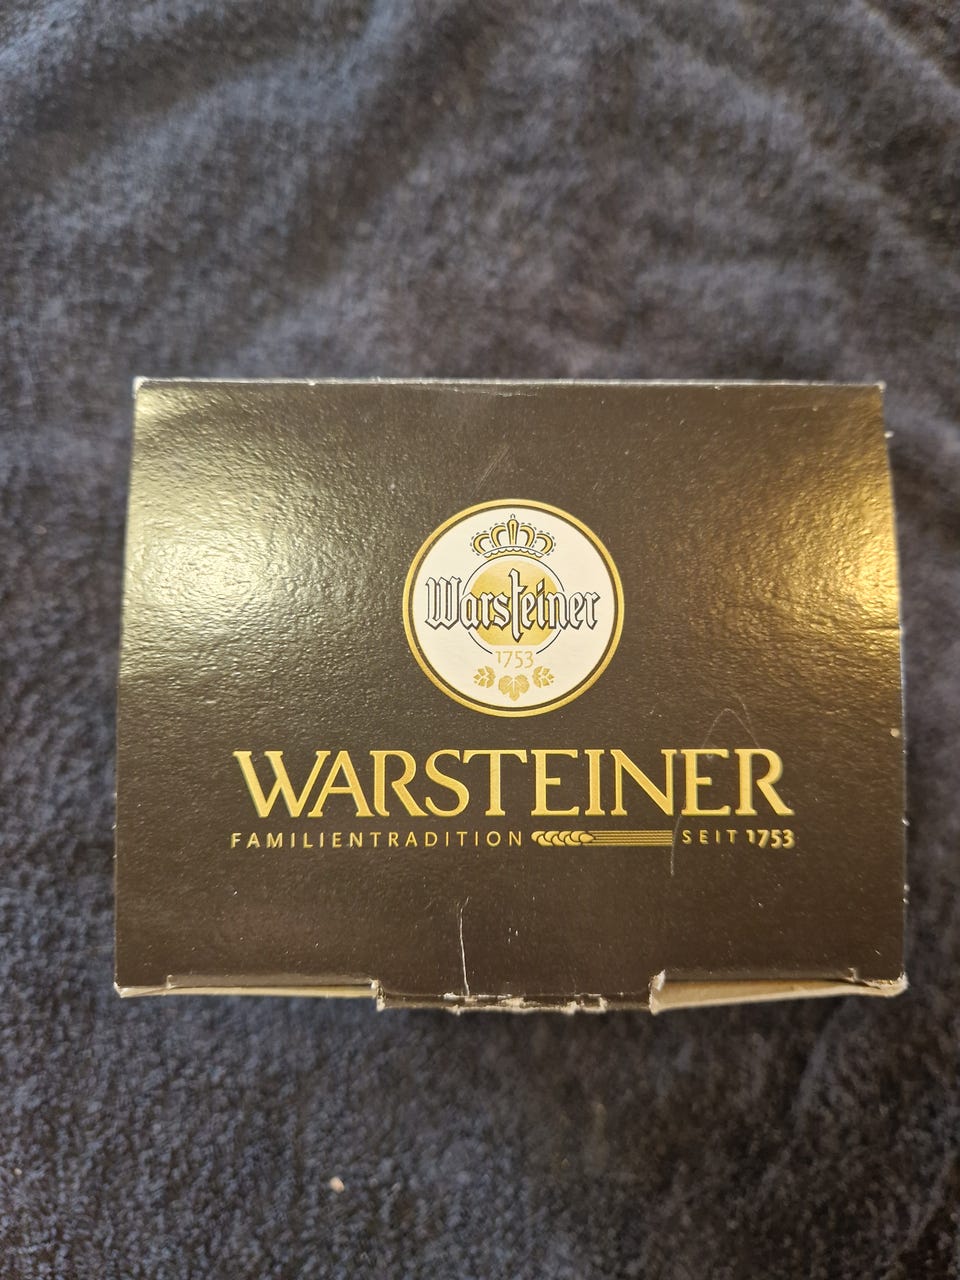 Warsteiner
1753
WARSTEINER
FAMILIENTRADITION SEIT 1753